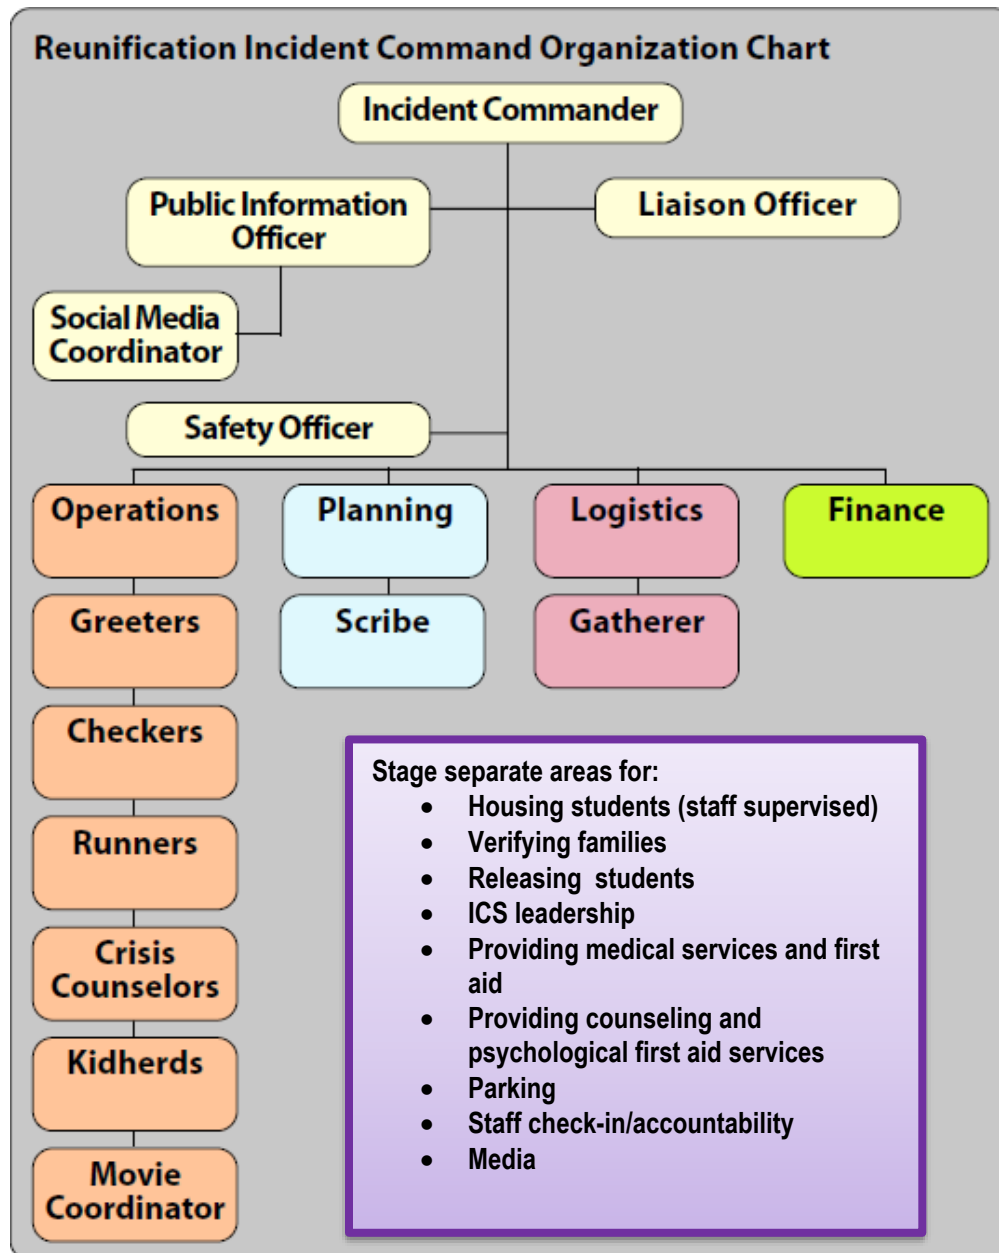 Reunification Incident Command Organization Chart
Incident Commander
Public Information
Officer
Liaison Officer
Social Media
Coordinator
Safety Officer
Operations
Planning
Logistics
Finance
Greeters
Scribe
Gatherer
Checkers
Runners
Crisis
Counselors
Kidherds
Movie
Coordinator
Stage separate areas for:
• Housing students (staff supervised)
• Verifying families
• Releasing students
• ICS leadership
• Providing medical services and first
aid
• Providing counseling and
psychological first aid services
• Parking
• Staff check-in/accountability
• Media